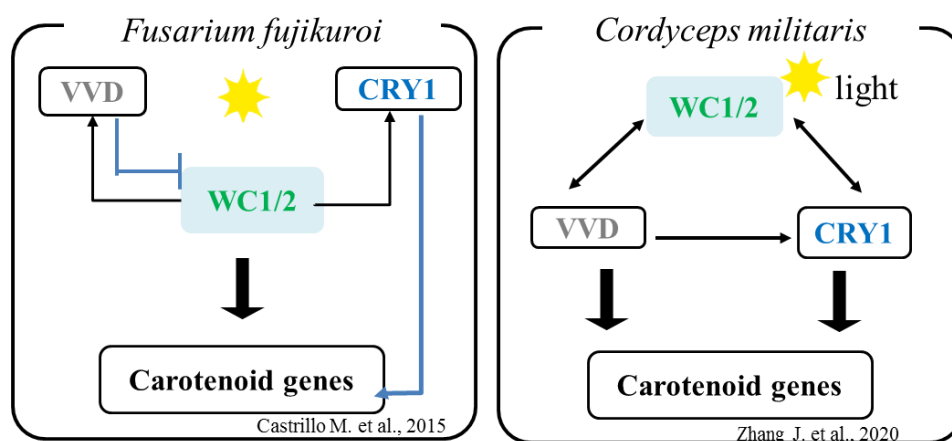 Fusarium fujikuroi
VVD
CRY1
WC1/2
Carotenoid genes
Castrillo M. et al., 2015
Cordyceps militaris
light
WC1/2
VVD
CRY1
Carotenoid genes
Zhang J. et al., 2020